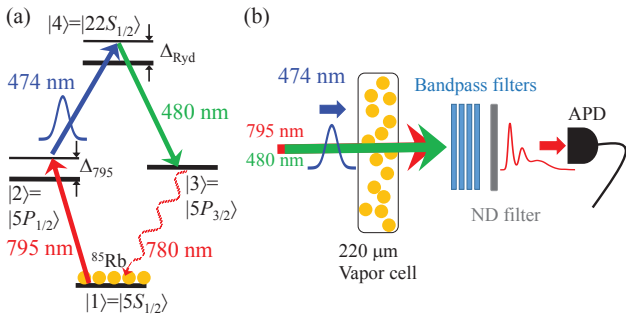 (a)
|4⟩=|22S1/2⟩
ΔRyd
474 nm
480 nm
Δ795
|2⟩=
|5P1/2⟩
|3⟩=
|5P3/2⟩
795 nm
780 nm
85Rb
|1⟩=|5S1/2⟩
(b)
474 nm
Bandpass filters
APD
795 nm
480 nm
ND filter
220 μm
Vapor cell